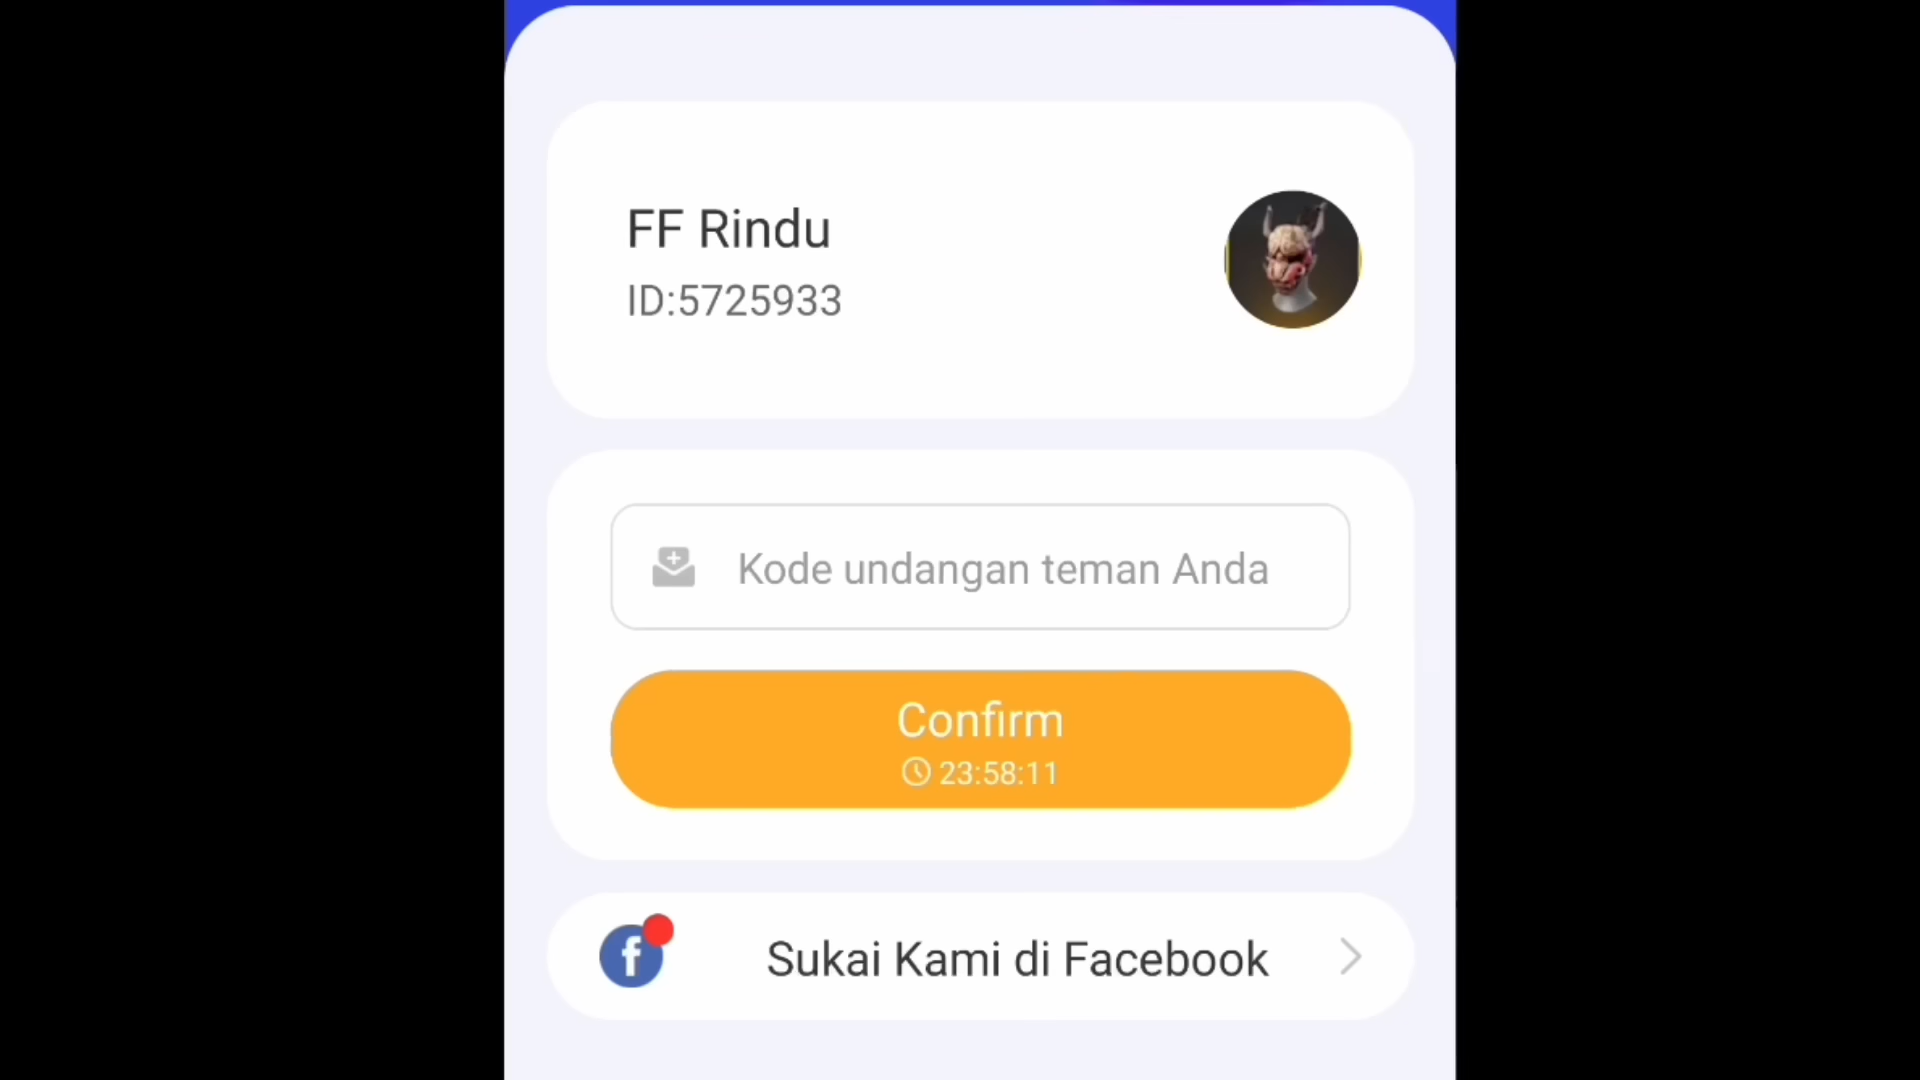 FF Rindu
ID:5725933
Kode undangan teman Anda
Confirm
23:58:11
Sukai Kami di Facebook